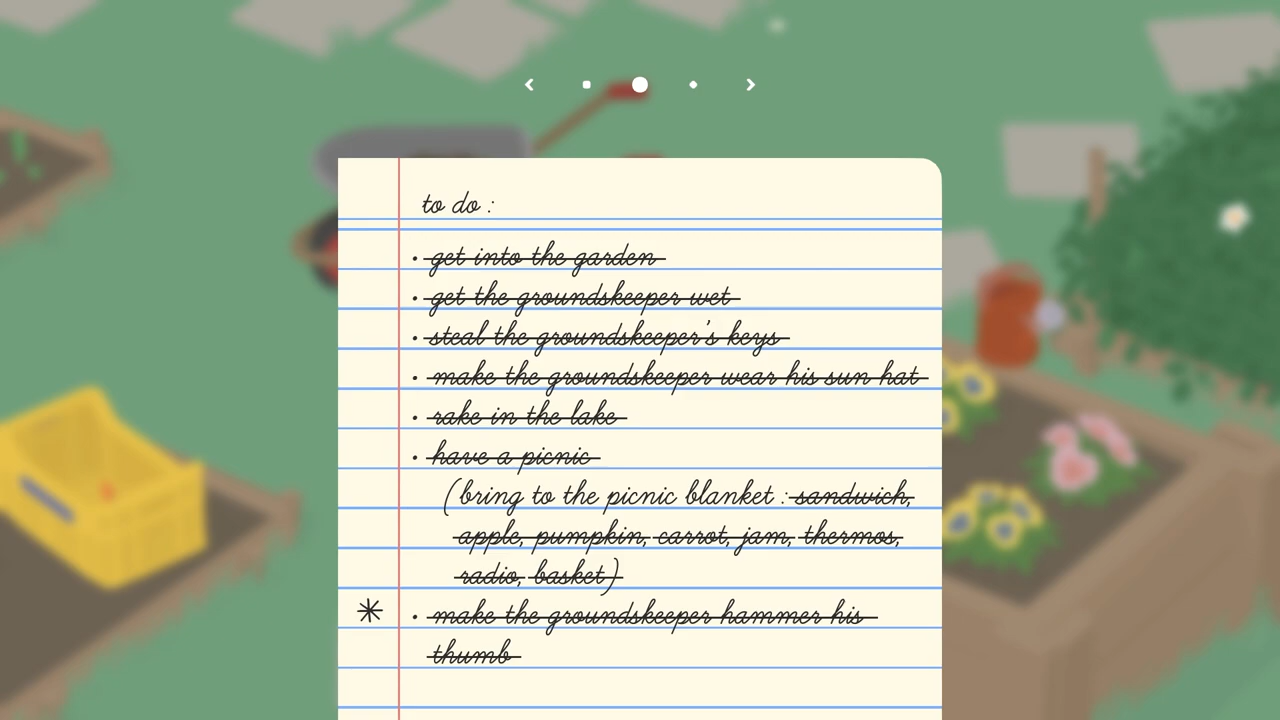 to do :
• get into the garden
• get the groundskeeper wet
• steal the groundskeeper's keys
• make the groundskeeper wear his sun hat
• rake in the lake
• have a picnic
(bring to the picnic blanket : sandwich,
apple, pumpkin, carrot, jam, thermos,
radio, basket)
* • make the groundskeeper hammer his
thumb